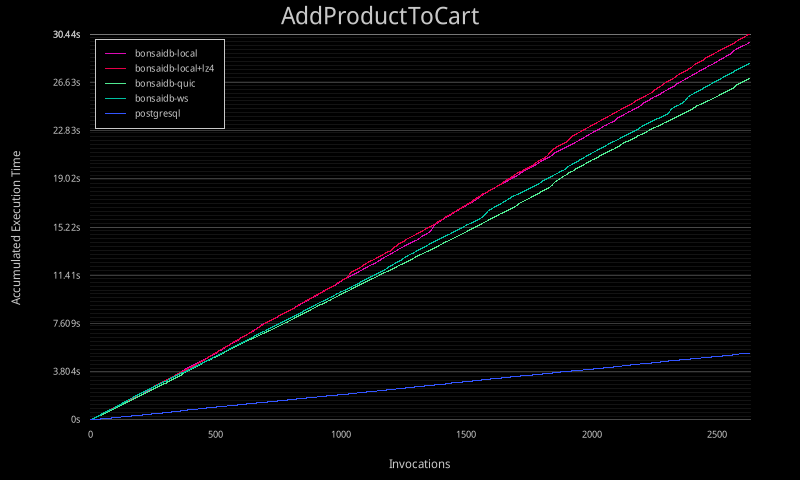 AddProductToCart
30.44s
26.63s
22.83s
19.02s
15.22s
11.41s
7.609s
3.804s
0s
bonsaidb-local
bonsaidb-local+lz4
bonsaidb-quic
bonsaidb-ws
postgresql
Accumulated Execution Time
0 500 1000 1500 2000 2500
Invocations